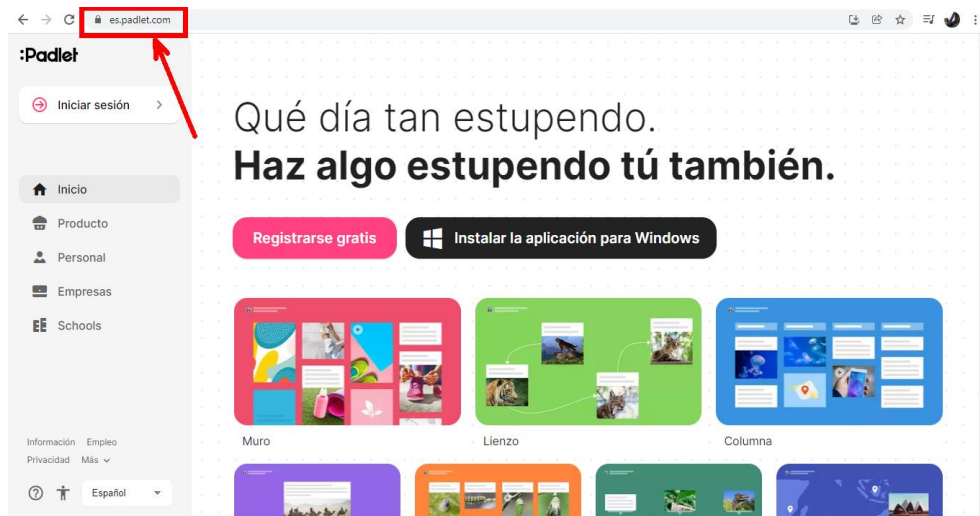 es.padlet.com
:Padlet
Iniciar sesión
Inicio
Producto
Personal
Empresas
Schools
Información Empleo
Privacidad Más
Español
Qué día tan estupendo.
Haz algo estupendo tú también.
Registrarse gratis
Instalar la aplicación para Windows
Muro
Lienzo
Columna